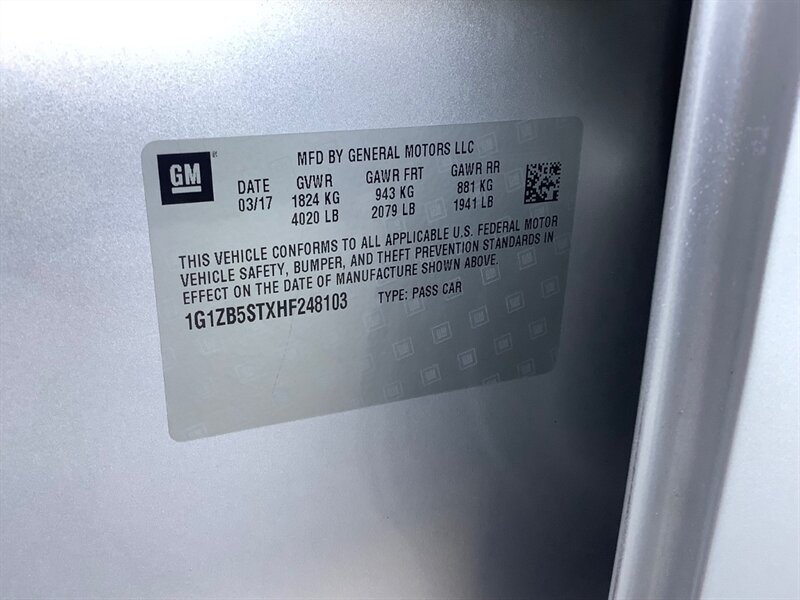 GM
MFD BY GENERAL MOTORS LLC
DATE GVWR GAWR FRT GAWR RR
03/17 1824 KG 943 KG 881 KG
4020 LB 2079 LB 1941 LB
THIS VEHICLE CONFORMS TO ALL APPLICABLE U.S. FEDERAL MOTOR
VEHICLE SAFETY, BUMPER, AND THEFT PREVENTION STANDARDS IN
EFFECT ON THE DATE OF MANUFACTURE SHOWN ABOVE.
1G1ZB5STXHF248103 TYPE: PASS CAR